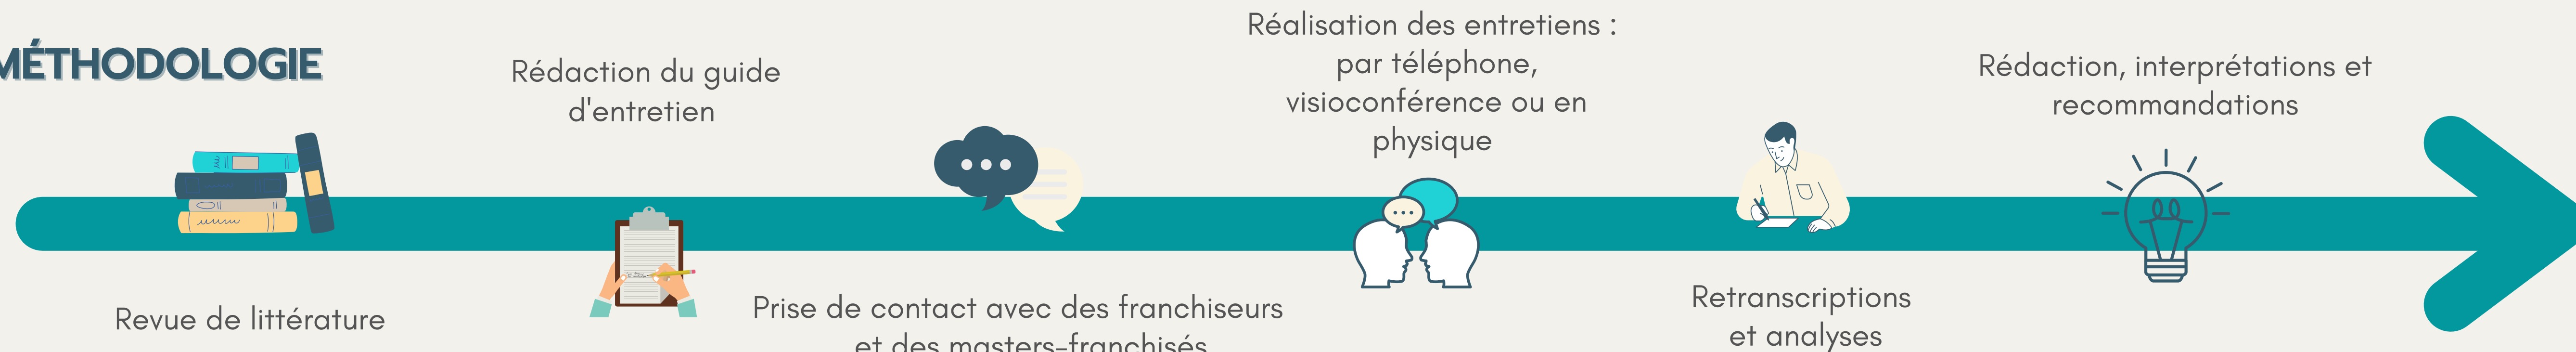 MÉTHODOLOGIE
Revue de littérature
Rédaction du guide
d'entretien
Prise de contact avec des franchiseurs
et des masters-franchisés
Réalisation des entretiens :
par téléphone,
visioconférence ou en
physique
Retranscriptions
et analyses
Rédaction, interprétations et
recommandations